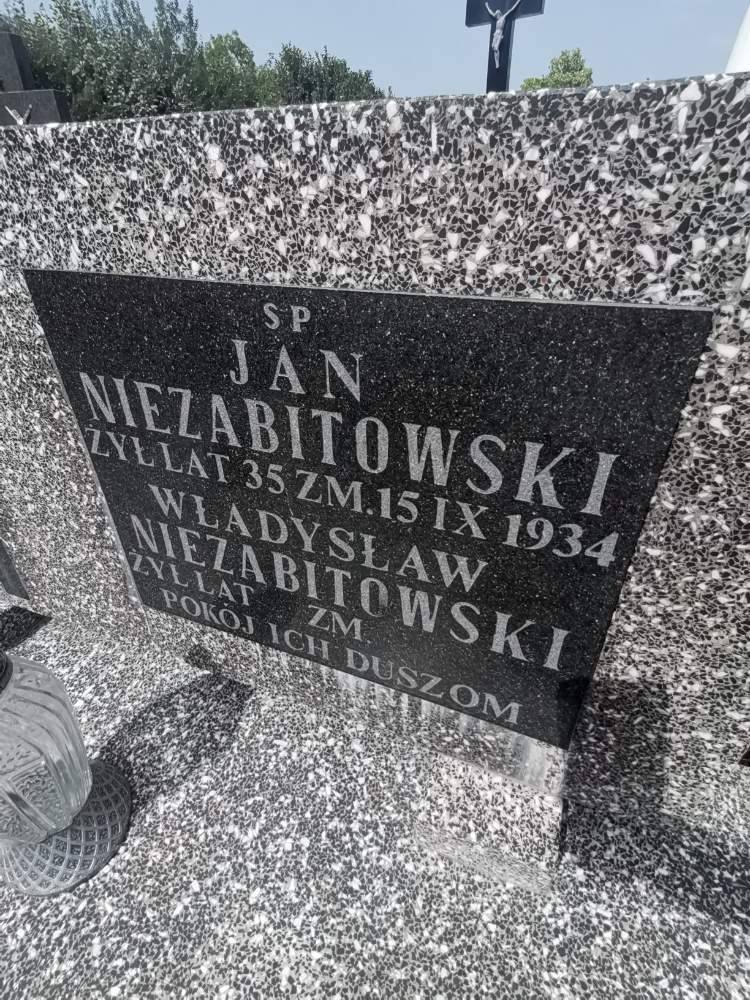 SP
JAN
NIEZABITOWSKI
ŻYŁ LAT 35 ZM. 15 IX 1934
WŁADYSŁAW
NIEZABITOWSKI
ŻYŁ LAT ZM.
POKÓJ ICH DUSZOM